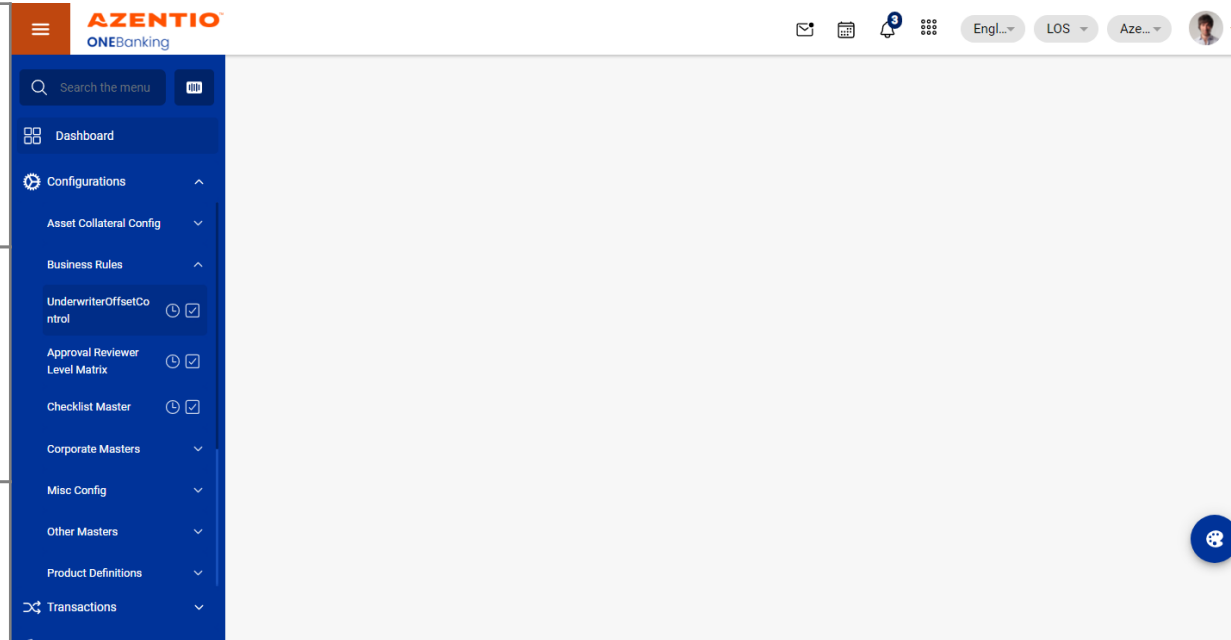 AZENTIO
ONEBanking
3
Engl...
LOS
Aze...
Search the menu
Dashboard
Configurations
Asset Collateral Config
Business Rules
UnderwriterOffsetCo
ntrol
Approval Reviewer
Level Matrix
Checklist Master
Corporate Masters
Misc Config
Other Masters
Product Definitions
Transactions